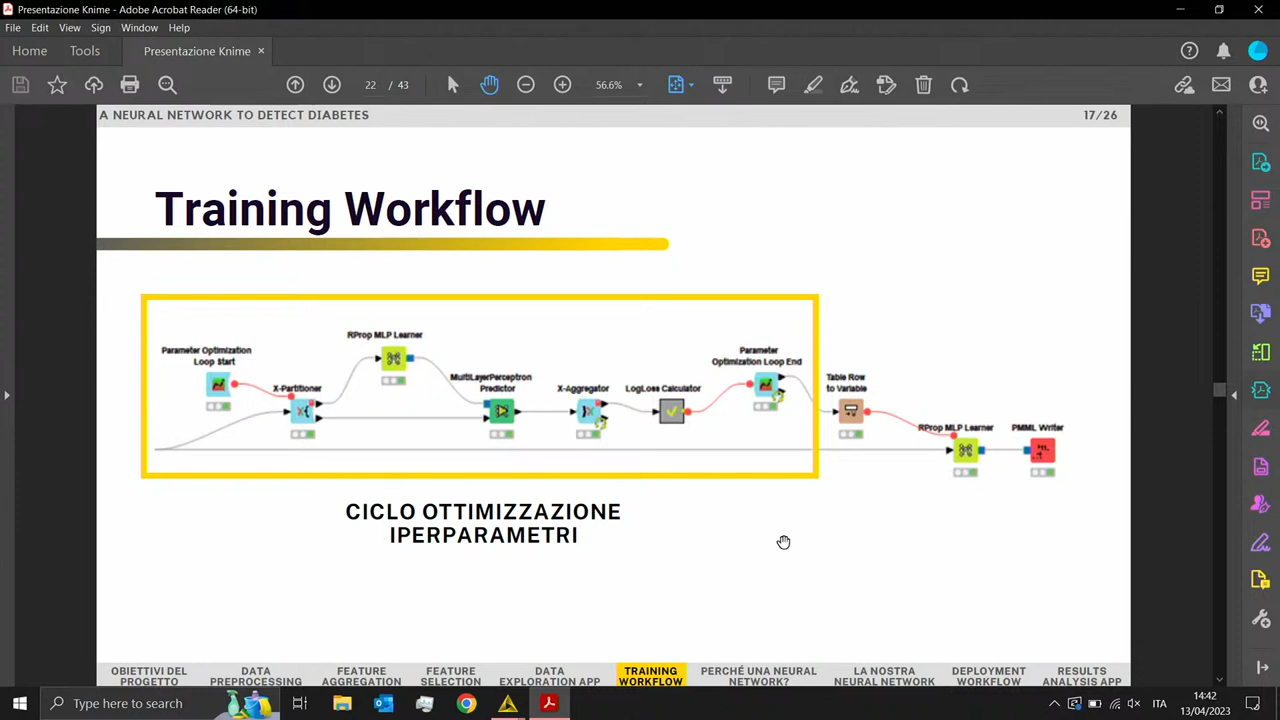 Presentazione Knime - Adobe Acrobat Reader (64-bit)
File Edit View Sign Window Help
Home Tools Presentazione Knime ×
22 / 43 56.6%
A NEURAL NETWORK TO DETECT DIABETES 17/26
Training Workflow
RProp MLP Learner
Parameter Optimization
Loop Start
Parameter
Optimization Loop End
X-Partitioner
MultiLayerPerceptron
Predictor
X-Aggregator
LogLoss Calculator
Table Row
to Variable
RProp MLP Learner
PMML Writer
CICLO OTTIMIZZAZIONE
IPERPARAMETRI
OBIETTIVI DEL
PROGETTO
DATA
PREPROCESSING
FEATURE
AGGREGATION
FEATURE
SELECTION
DATA
EXPLORATION APP
TRAINING
WORKFLOW
PERCHÉ UNA NEURAL
NETWORK?
LA NOSTRA
NEURAL NETWORK
DEPLOYMENT
WORKFLOW
RESULTS
ANALYSIS APP
Type here to search
ITA
14:42
13/04/2023